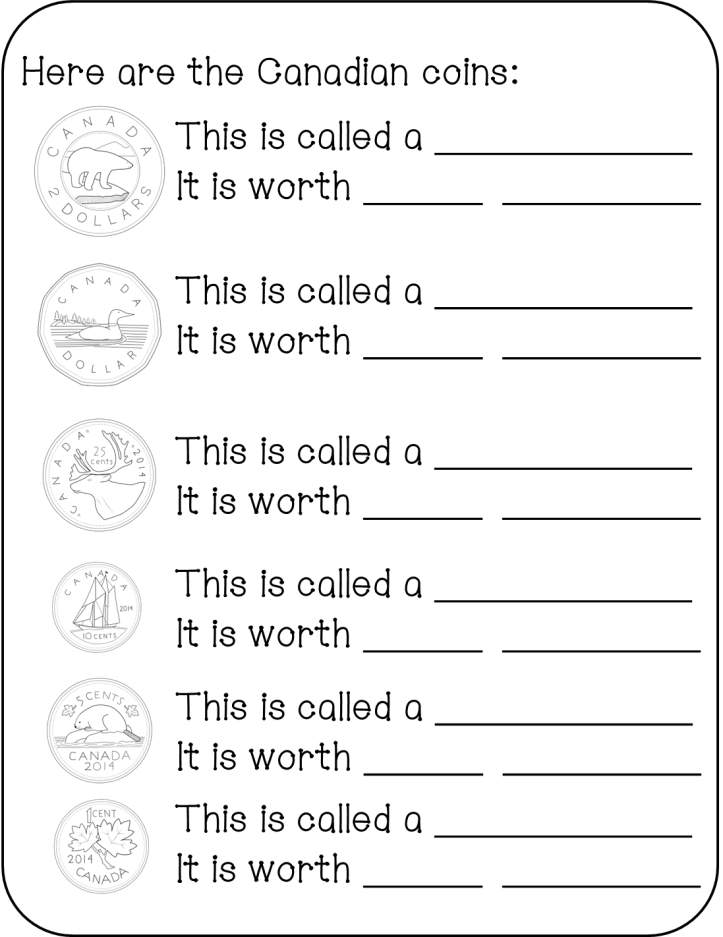 Here are the Canadian coins:
CANADA
2 DOLLARS
This is called a
It is worth
CANADA
DOLLAR
This is called a
It is worth
CANADA
25
cents
2014
This is called a
It is worth
CANADA
2014
10 CENTS
This is called a
It is worth
5 CENTS
CANADA
2014
This is called a
It is worth
1 CENT
2014
CANADA
This is called a
It is worth